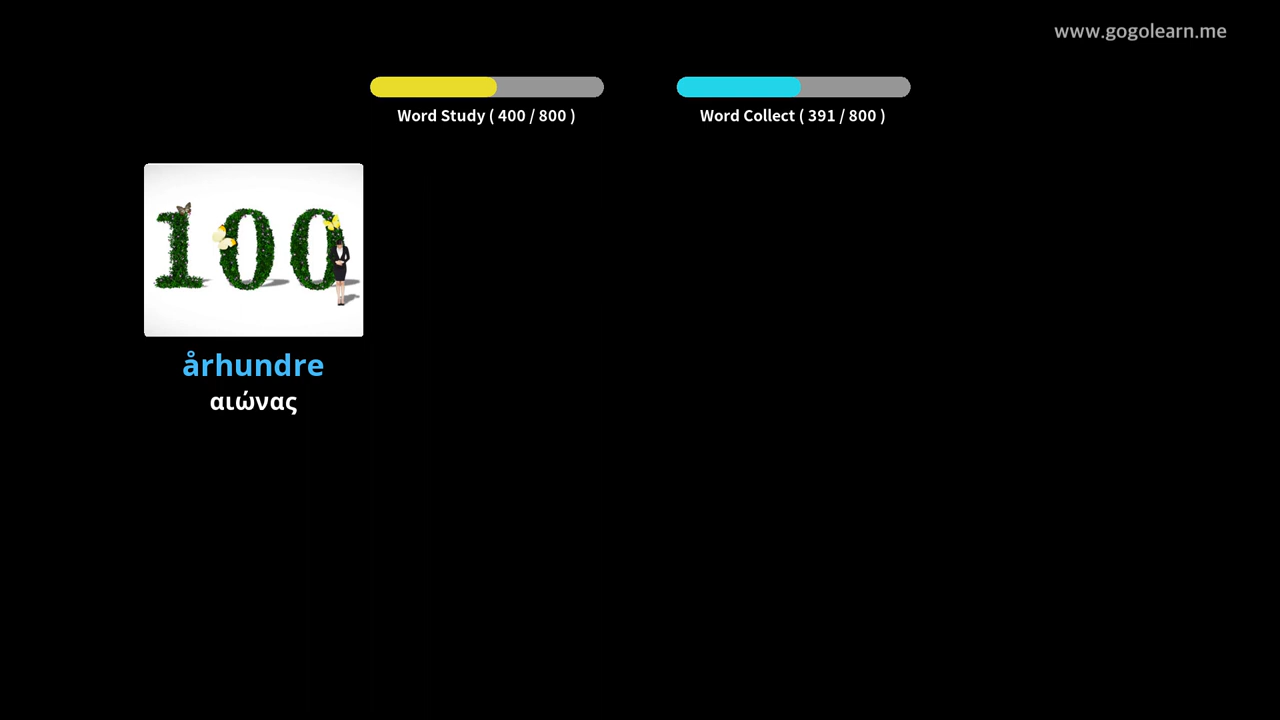 www.gogolearn.me
Word Study ( 400 / 800 )
Word Collect ( 391 / 800 )
100
århundre
αιώνας